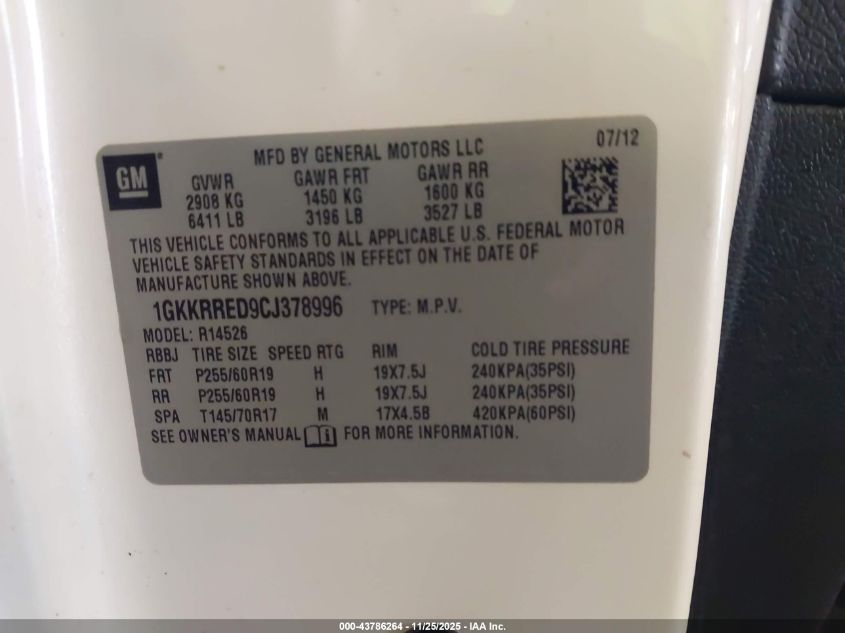 GM ®
MFD BY GENERAL MOTORS LLC 07/12
GVWR GAWR FRT GAWR RR
2908 KG 1450 KG 1600 KG
6411 LB 3196 LB 3527 LB
THIS VEHICLE CONFORMS TO ALL APPLICABLE U.S. FEDERAL MOTOR
VEHICLE SAFETY STANDARDS IN EFFECT ON THE DATE OF
MANUFACTURE SHOWN ABOVE.
1GKKRRED9CJ378996 TYPE: M.P.V.
MODEL: R14526
RBBJ TIRE SIZE SPEED RTG RIM COLD TIRE PRESSURE
FRT P255/60R19 H 19X7.5J 240KPA(35PSI)
RR P255/60R19 H 19X7.5J 240KPA(35PSI)
SPA T145/70R17 M 17X4.5B 420KPA(60PSI)
SEE OWNER'S MANUAL i FOR MORE INFORMATION.
000-43786264 - 11/25/2025 - IAA Inc.